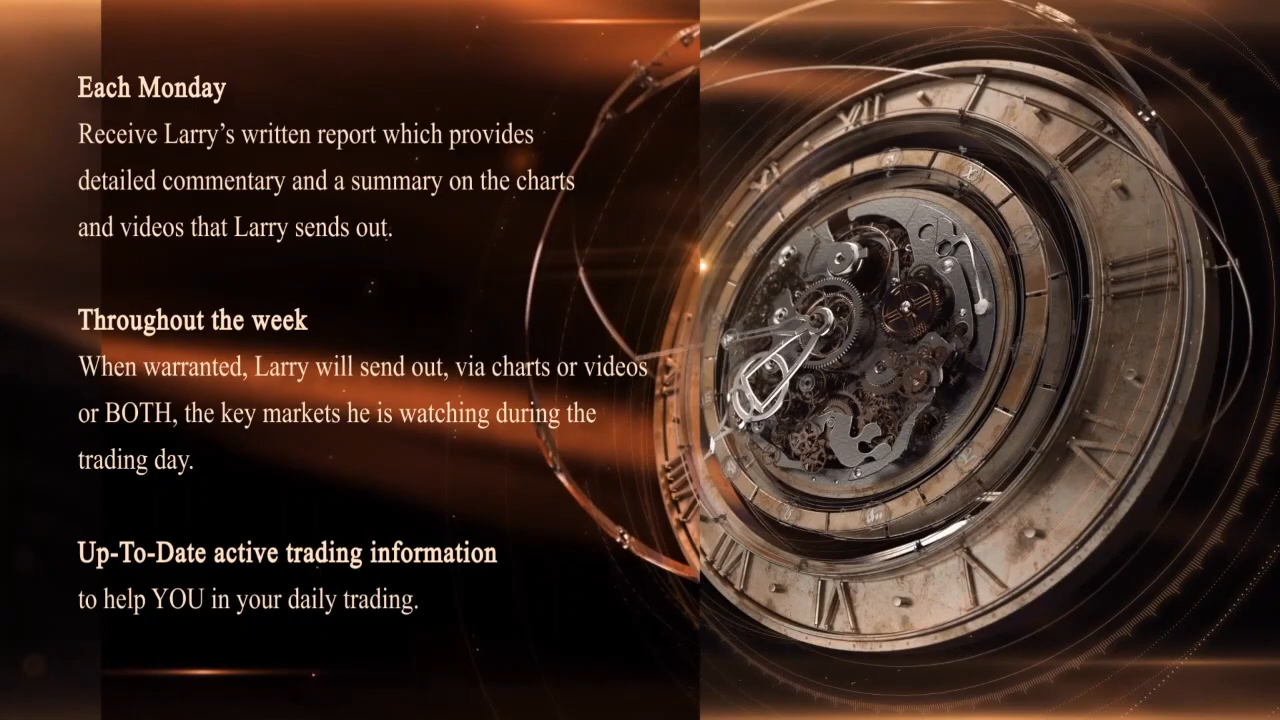 Each Monday
Receive Larry’s written report which provides
detailed commentary and a summary on the charts
and videos that Larry sends out.
Throughout the week
When warranted, Larry will send out, via charts or videos
or BOTH, the key markets he is watching during the
trading day.
Up-To-Date active trading information
to help YOU in your daily trading.